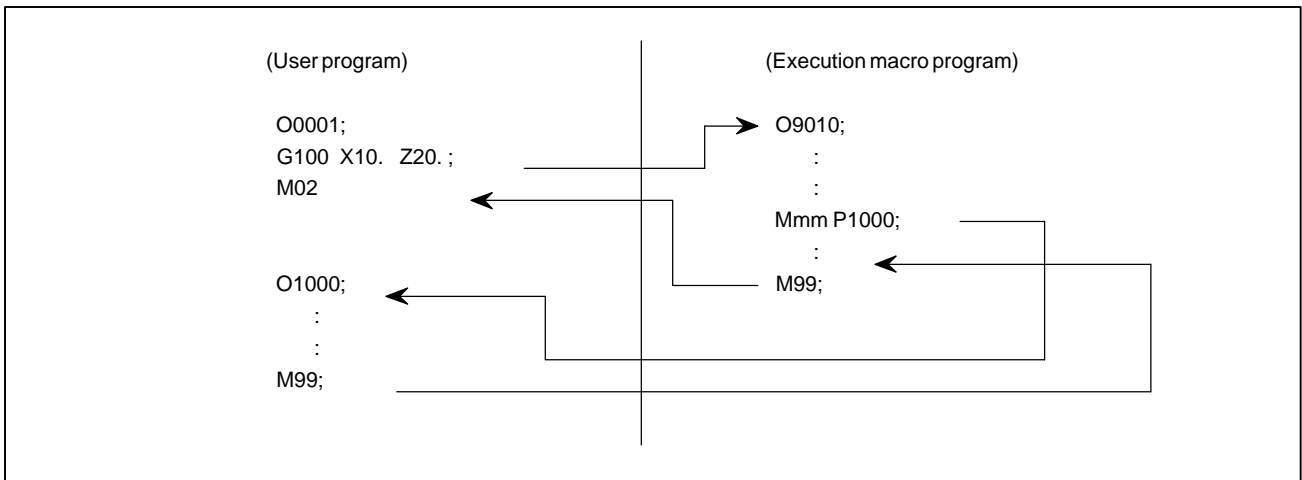 (User program)
O0001;
G100 X10. Z20. ;
M02
O1000;
:
:
M99;
(Execution macro program)
O9010;
:
:
Mmm P1000;
:
M99;